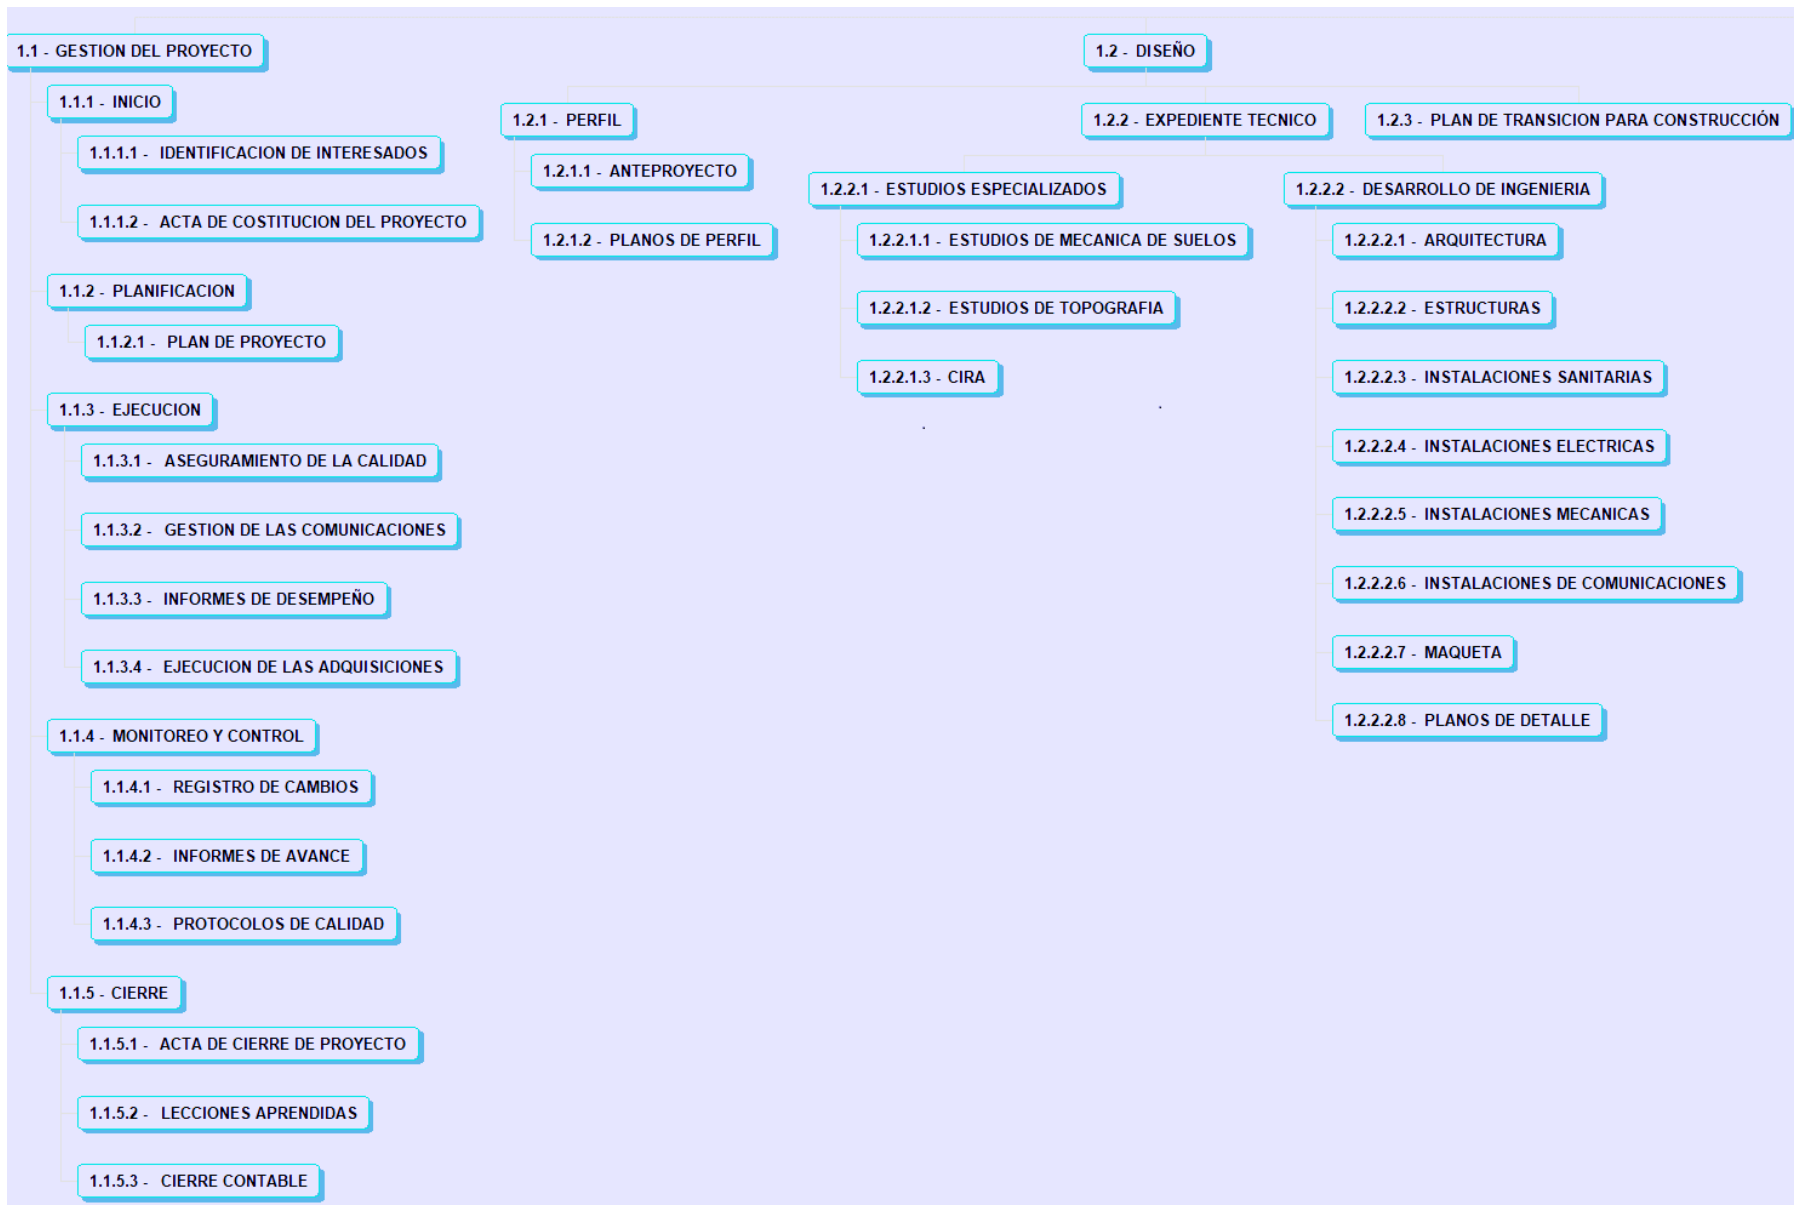 1.1 - GESTION DEL PROYECTO
1.1.1 - INICIO
1.1.1.1 - IDENTIFICACION DE INTERESADOS
1.1.1.2 - ACTA DE COSTITUCION DEL PROYECTO
1.1.2 - PLANIFICACION
1.1.2.1 - PLAN DE PROYECTO
1.1.3 - EJECUCION
1.1.3.1 - ASEGURAMIENTO DE LA CALIDAD
1.1.3.2 - GESTION DE LAS COMUNICACIONES
1.1.3.3 - INFORMES DE DESEMPEÑO
1.1.3.4 - EJECUCION DE LAS ADQUISICIONES
1.1.4 - MONITOREO Y CONTROL
1.1.4.1 - REGISTRO DE CAMBIOS
1.1.4.2 - INFORMES DE AVANCE
1.1.4.3 - PROTOCOLOS DE CALIDAD
1.1.5 - CIERRE
1.1.5.1 - ACTA DE CIERRE DE PROYECTO
1.1.5.2 - LECCIONES APRENDIDAS
1.1.5.3 - CIERRE CONTABLE
1.2 - DISEÑO
1.2.1 - PERFIL
1.2.1.1 - ANTEPROYECTO
1.2.1.2 - PLANOS DE PERFIL
1.2.2 - EXPEDIENTE TECNICO
1.2.2.1 - ESTUDIOS ESPECIALIZADOS
1.2.2.1.1 - ESTUDIOS DE MECANICA DE SUELOS
1.2.2.1.2 - ESTUDIOS DE TOPOGRAFIA
1.2.2.1.3 - CIRA
1.2.2.2 - DESARROLLO DE INGENIERIA
1.2.2.2.1 - ARQUITECTURA
1.2.2.2.2 - ESTRUCTURAS
1.2.2.2.3 - INSTALACIONES SANITARIAS
1.2.2.2.4 - INSTALACIONES ELECTRICAS
1.2.2.2.5 - INSTALACIONES MECANICAS
1.2.2.2.6 - INSTALACIONES DE COMUNICACIONES
1.2.2.2.7 - MAQUETA
1.2.2.2.8 - PLANOS DE DETALLE
1.2.3 - PLAN DE TRANSICION PARA CONSTRUCCIÓN